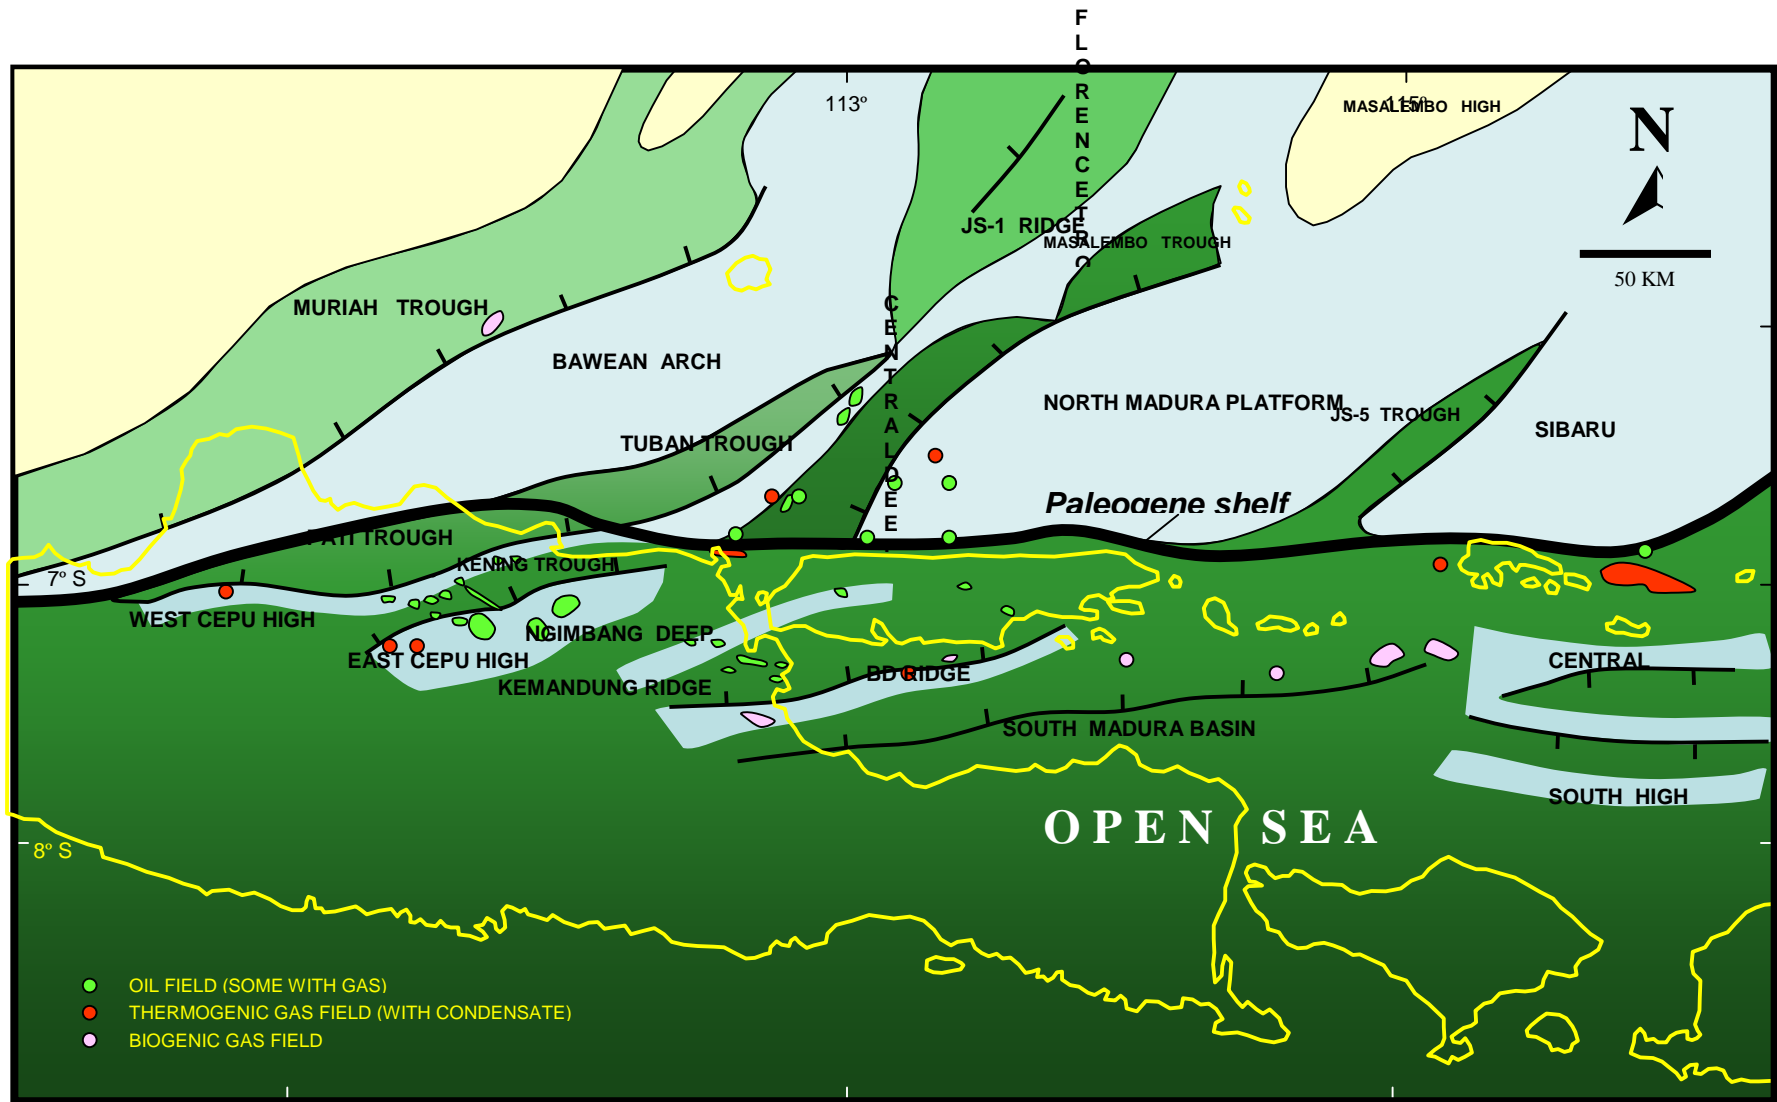 FLORENCE TRO
113º
115º
MASALEMBO HIGH
N
JS-1 RIDGE
MASALEMBO TROUGH
50 KM
MURIAH TROUGH
CENTRAL DEE
BAWEAN ARCH
NORTH MADURA PLATFORM
JS-5 TROUGH
SIBARU
TUBAN TROUGH
Paleogene shelf
PATI TROUGH
KENING TROUGH
7º S
WEST CEPU HIGH
NGIMBANG DEEP
EAST CEPU HIGH
CENTRAL
BD RIDGE
KEMANDUNG RIDGE
SOUTH MADURA BASIN
SOUTH HIGH
OPEN SEA
8º S
OIL FIELD (SOME WITH GAS)
THERMOGENIC GAS FIELD (WITH CONDENSATE)
BIOGENIC GAS FIELD